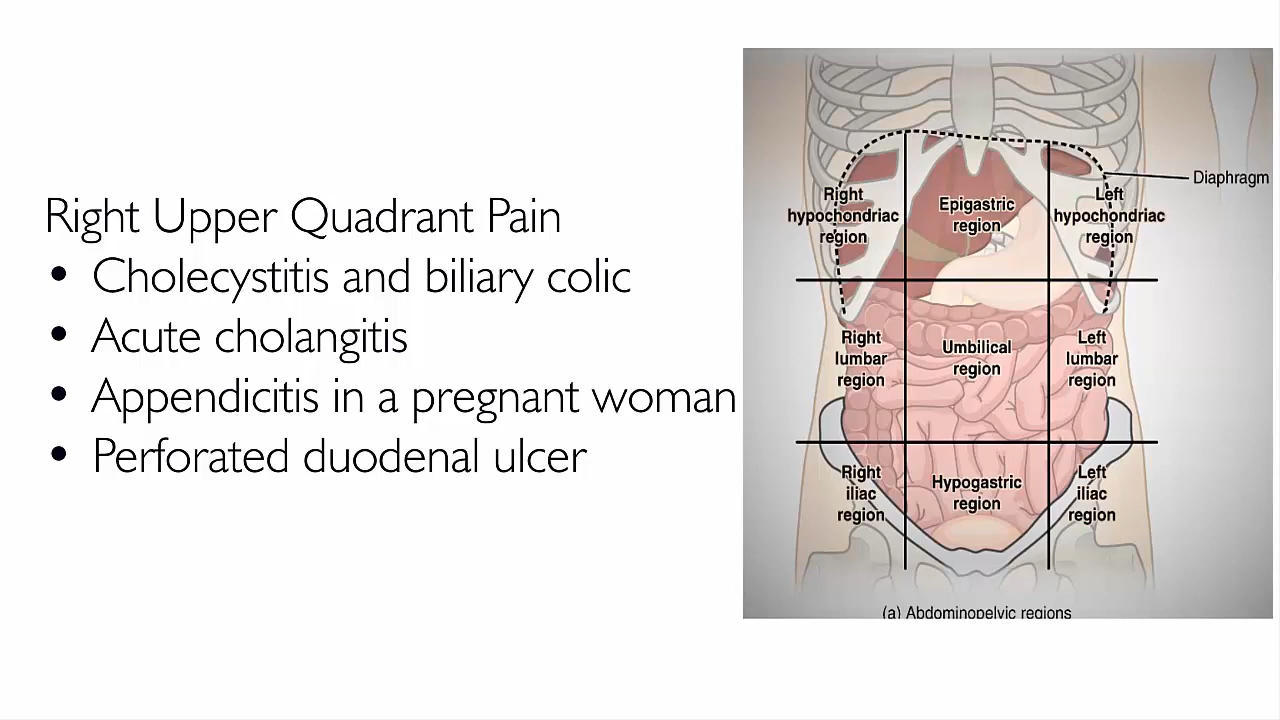 Right Upper Quadrant Pain
• Cholecystitis and biliary colic
• Acute cholangitis
• Appendicitis in a pregnant woman
• Perforated duodenal ulcer
Diaphragm
Right
hypochondriac
region
Epigastric
region
Left
hypochondriac
region
Right
lumbar
region
Umbilical
region
Left
lumbar
region
Right
iliac
region
Hypogastric
region
Left
iliac
region
(a) Abdominopelvic regions